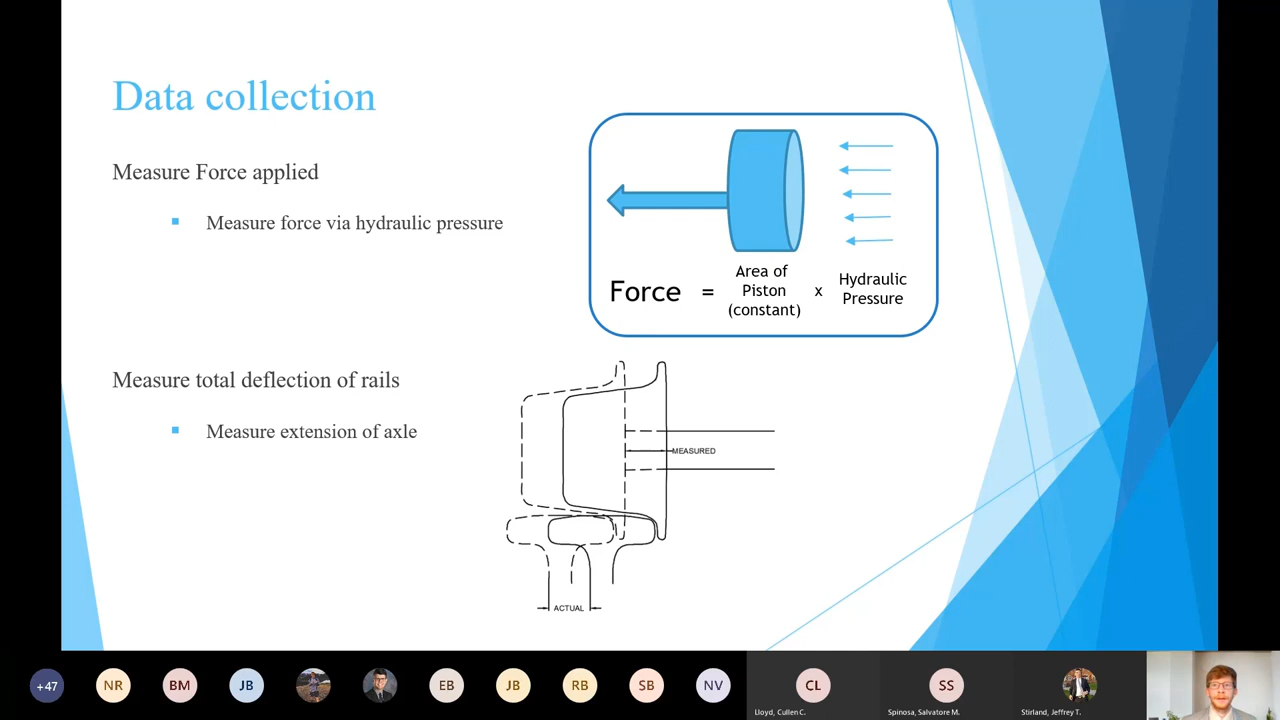 Data collection
Measure Force applied
Measure force via hydraulic pressure
Force = Area of Piston (constant) x Hydraulic Pressure
Measure total deflection of rails
Measure extension of axle
MEASURED
ACTUAL
+47
NR
BM
JB
EB
JB
RB
SB
NV
CL
Lloyd, Cullen C.
SS
Spinosa, Salvatore M.
Stirland, Jeffrey T.